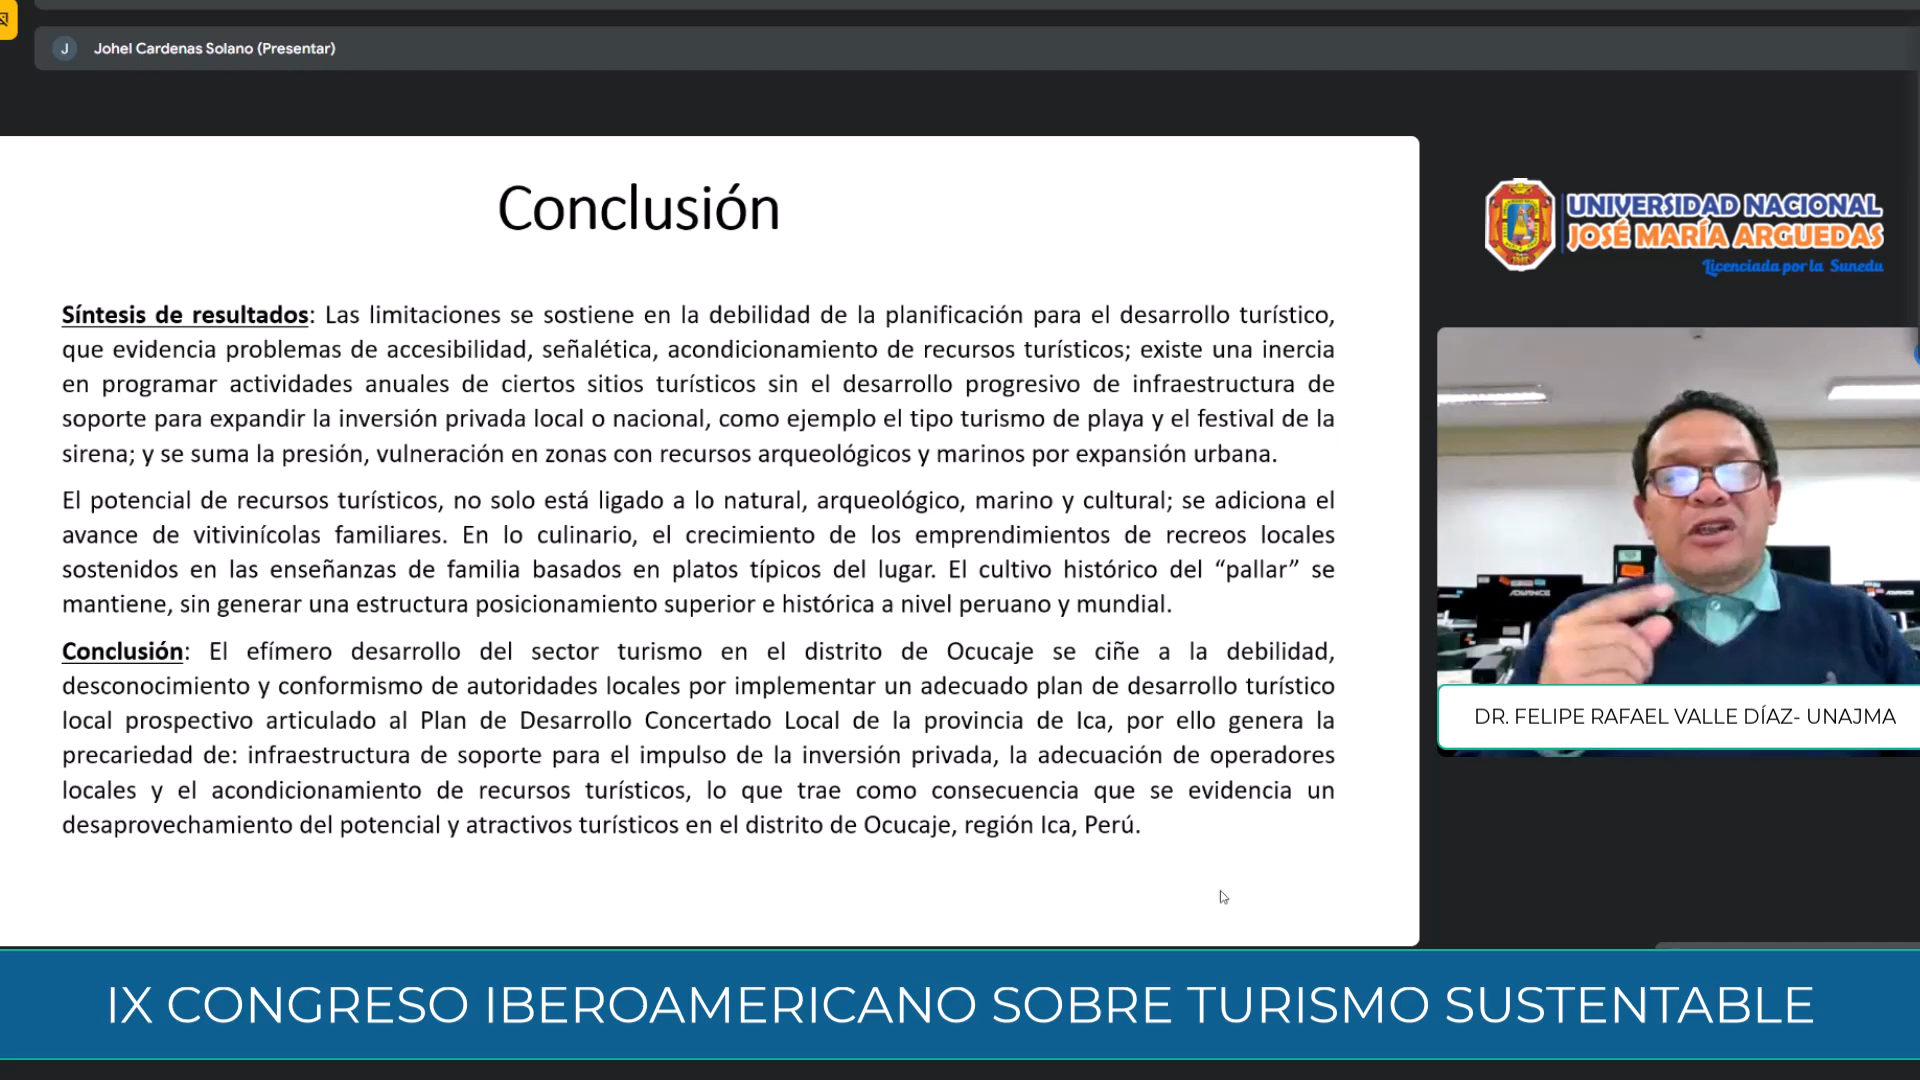 J Johel Cardenas Solano (Presentar)
Conclusión
Síntesis de resultados: Las limitaciones se sostiene en la debilidad de la planificación para el desarrollo turístico,
que evidencia problemas de accesibilidad, señalética, acondicionamiento de recursos turísticos; existe una inercia
en programar actividades anuales de ciertos sitios turísticos sin el desarrollo progresivo de infraestructura de
soporte para expandir la inversión privada local o nacional, como ejemplo el tipo turismo de playa y el festival de la
sirena; y se suma la presión, vulneración en zonas con recursos arqueológicos y marinos por expansión urbana.
El potencial de recursos turísticos, no solo está ligado a lo natural, arqueológico, marino y cultural; se adiciona el
avance de vitivinícolas familiares. En lo culinario, el crecimiento de los emprendimientos de recreos locales
sostenidos en las enseñanzas de familia basados en platos típicos del lugar. El cultivo histórico del “pallar” se
mantiene, sin generar una estructura posicionamiento superior e histórica a nivel peruano y mundial.
Conclusión: El efímero desarrollo del sector turismo en el distrito de Ocucaje se ciñe a la debilidad,
desconocimiento y conformismo de autoridades locales por implementar un adecuado plan de desarrollo turístico
local prospectivo articulado al Plan de Desarrollo Concertado Local de la provincia de Ica, por ello genera la
precariedad de: infraestructura de soporte para el impulso de la inversión privada, la adecuación de operadores
locales y el acondicionamiento de recursos turísticos, lo que trae como consecuencia que se evidencia un
desaprovechamiento del potencial y atractivos turísticos en el distrito de Ocucaje, región Ica, Perú.
UNIVERSIDAD NACIONAL
JOSÉ MARÍA ARGUEDAS
Licenciada por la Sunedu
ADVANCE
DR. FELIPE RAFAEL VALLE DÍAZ- UNAJMA
IX CONGRESO IBEROAMERICANO SOBRE TURISMO SUSTENTABLE